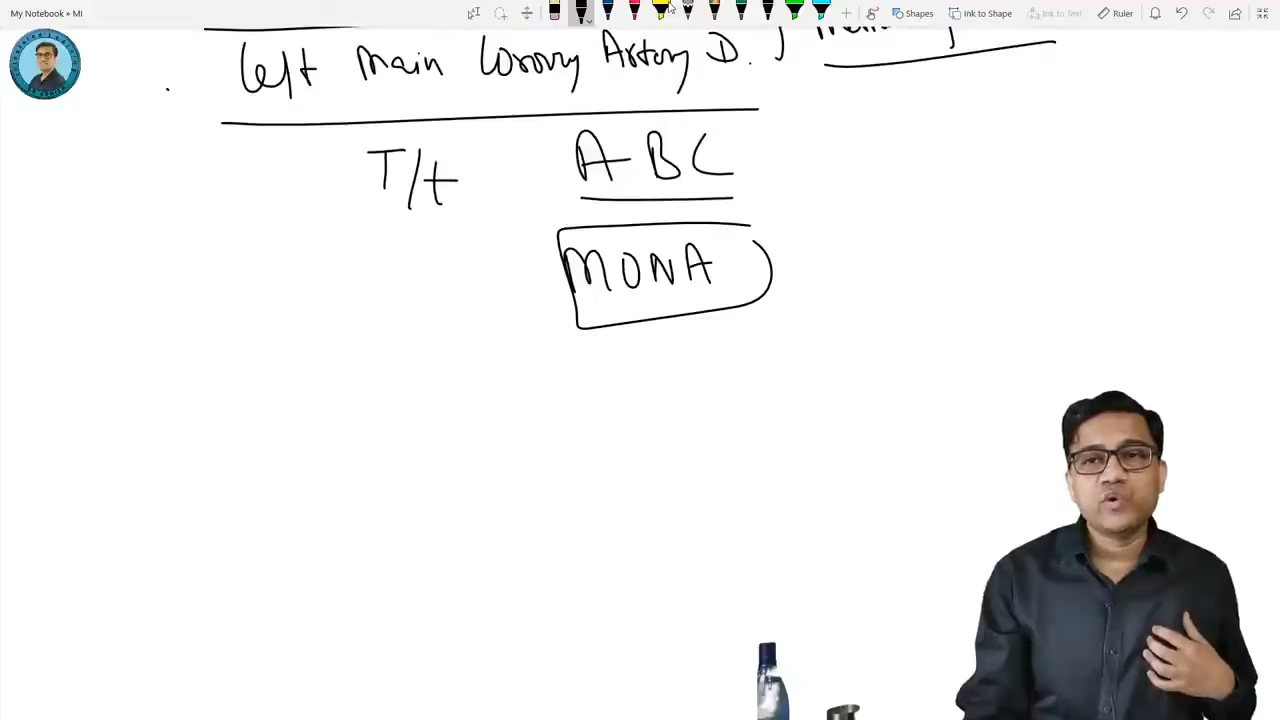 My Notebook » MI
Shapes
Ink to Shape
Ink to Text
Ruler
Left Main Coronary Artery D.
T/t
ABC
MONA